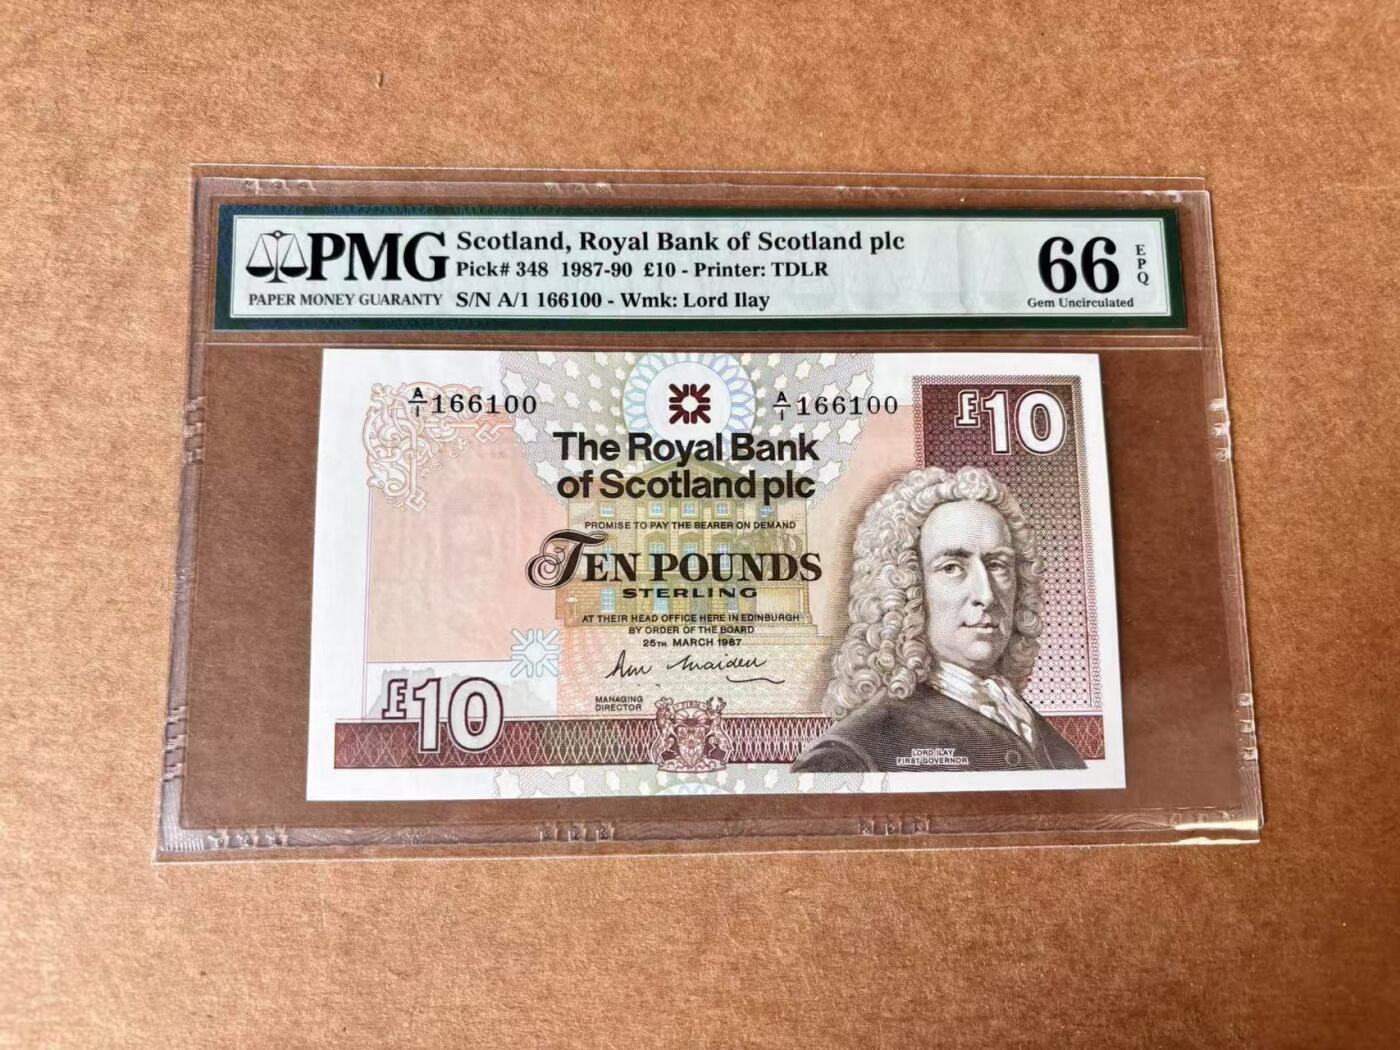 PMG
PAPER MONEY GUARANTY
Scotland, Royal Bank of Scotland plc
Pick# 348 1987-90 £10 - Printer: TDLR
S/N A/1 166100 - Wmk: Lord Ilay
66 EPQ
Gem Uncirculated
A/1 166100
A/1 166100
£10
The Royal Bank
of Scotland plc
PROMISE TO PAY THE BEARER ON DEMAND
TEN POUNDS
STERLING
AT THEIR HEAD OFFICE HERE IN EDINBURGH
BY ORDER OF THE BOARD
25TH MARCH 1987
MANAGING
DIRECTOR
£10
LORD ILAY
FIRST GOVERNOR